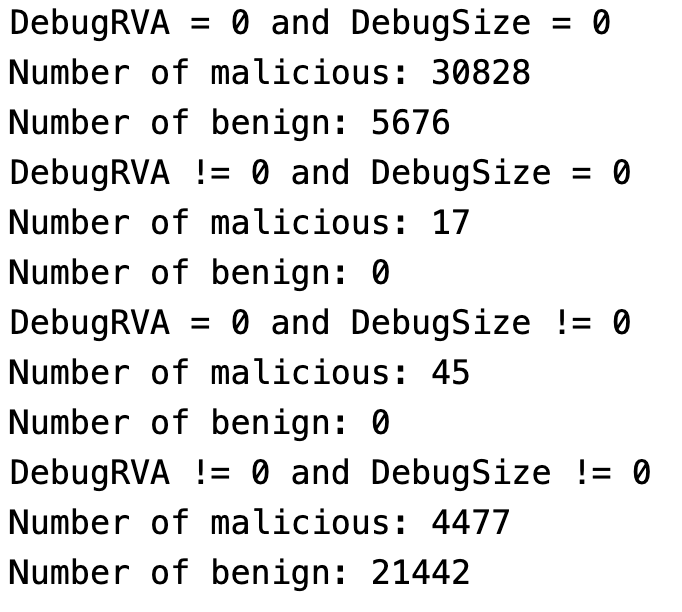 DebugRVA = 0 and DebugSize = 0
Number of malicious: 30828
Number of benign: 5676
DebugRVA != 0 and DebugSize = 0
Number of malicious: 17
Number of benign: 0
DebugRVA = 0 and DebugSize != 0
Number of malicious: 45
Number of benign: 0
DebugRVA != 0 and DebugSize != 0
Number of malicious: 4477
Number of benign: 21442